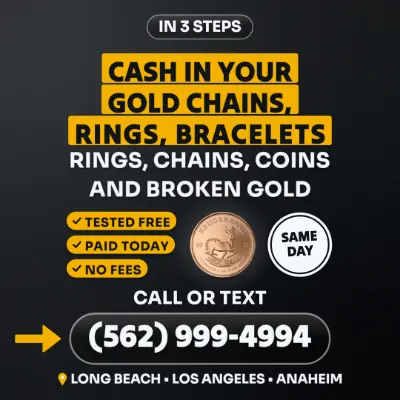 IN 3 STEPS
CASH IN YOUR
GOLD CHAINS,
RINGS, BRACELETS
RINGS, CHAINS, COINS
AND BROKEN GOLD
TESTED FREE
PAID TODAY
NO FEES
KRUGERRAND
SAME
DAY
CALL OR TEXT
(562) 999-4994
LONG BEACH • LOS ANGELES • ANAHEIM